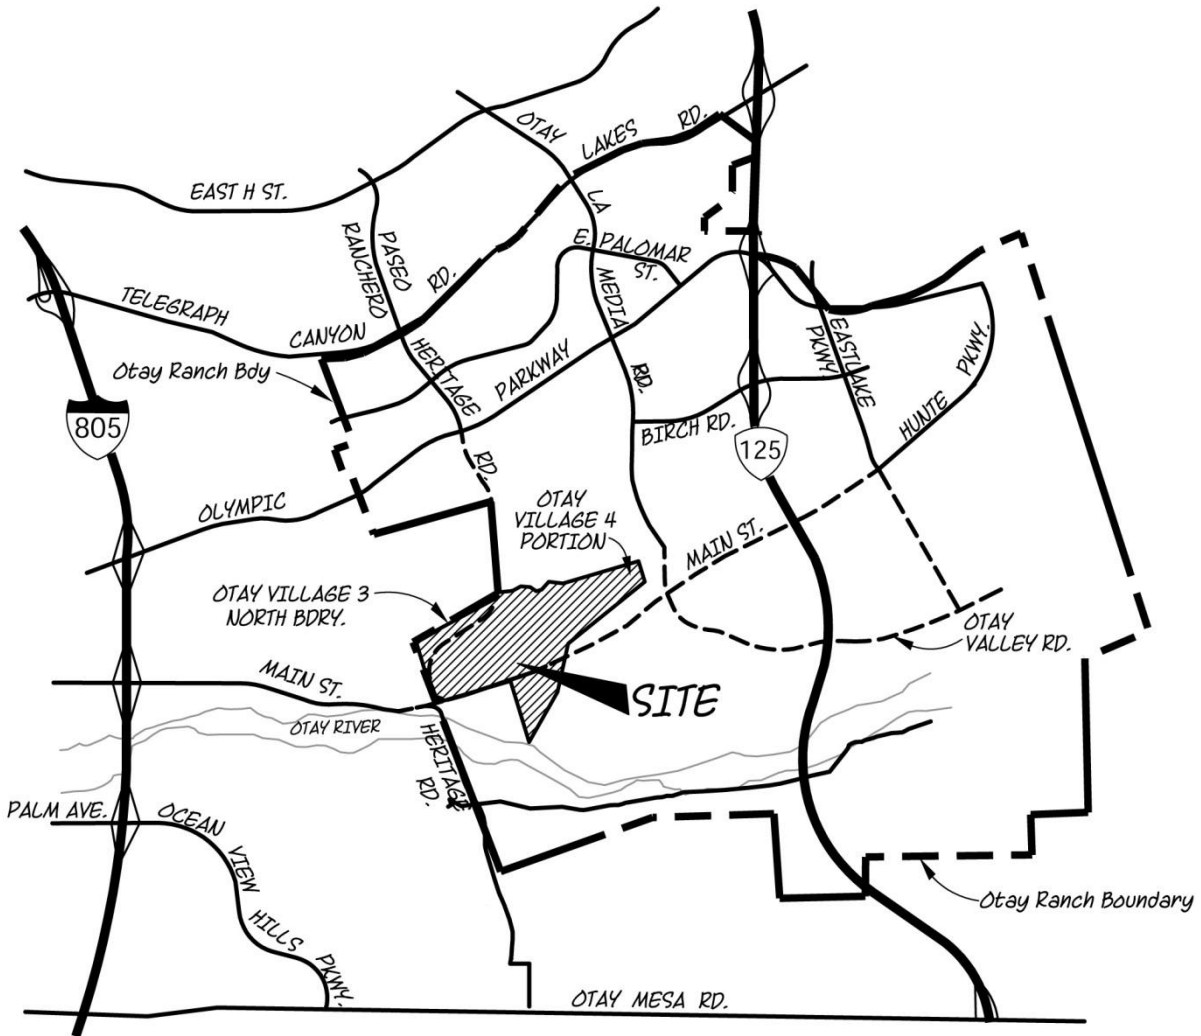 OTAY
LAKES
RD.
EAST H ST.
LA
MEDIA
RD.
PASEO
RANCHERO
E. PALOMAR
ST.
RD.
TELEGRAPH
CANYON
Otay Ranch Bdy
HERITAGE
RD.
PARKWAY
EASTLAKE
PKWY.
HUNTE
PKWY.
BIRCH RD.
805
125
OLYMPIC
OTAY
VILLAGE 4
PORTION
MAIN ST.
OTAY VILLAGE 3
NORTH BDRY.
OTAY
VALLEY RD.
MAIN ST.
SITE
OTAY RIVER
HERITAGE
RD.
PALM AVE.
OCEAN
VIEW
HILLS
PKWY.
Otay Ranch Boundary
OTAY MESA RD.